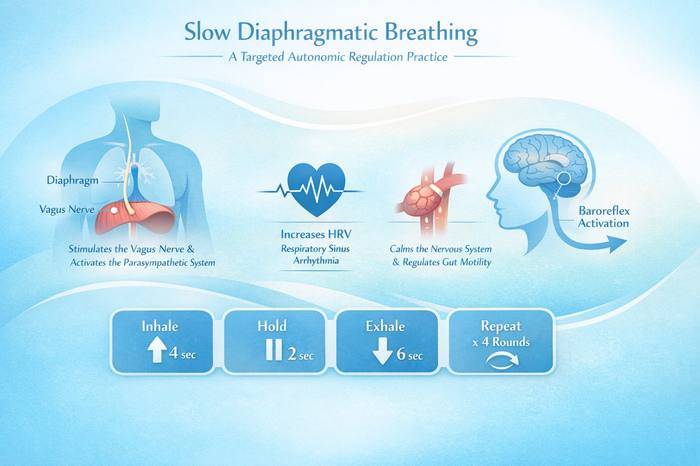 Slow Diaphragmatic Breathing
A Targeted Autonomic Regulation Practice
Diaphragm
Vagus Nerve
Stimulates the Vagus Nerve &
Activates the Parasympathetic System
Increases HRV
Respiratory Sinus
Arrhythmia
Calms the Nervous System
& Regulates Gut Motility
Baroreflex
Activation
Inhale
4 sec
Hold
2 sec
Exhale
6 sec
Repeat
x 4 Rounds